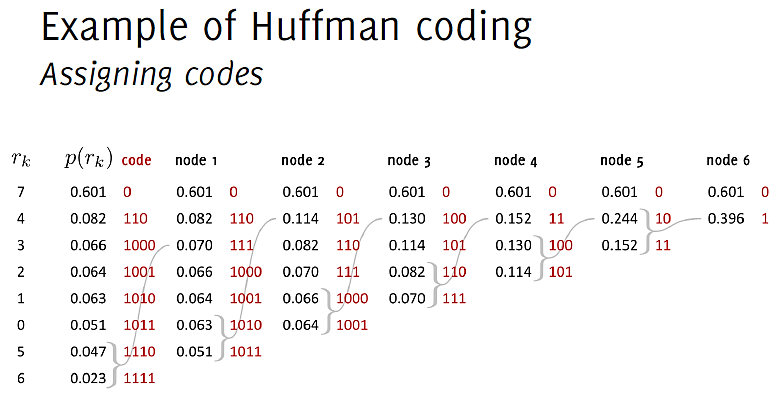 Example of Huffman coding
Assigning codes
r_k p(r_k) code node 1 node 2 node 3 node 4 node 5 node 6
7 0.601 0 0.601 0 0.601 0 0.601 0 0.601 0 0.601 0 0.601 0
4 0.082 110 0.082 110 0.114 101 0.130 100 0.152 11 0.244 10 0.396 1
3 0.066 1000 0.070 111 0.082 110 0.114 101 0.130 100 0.152 11
2 0.064 1001 0.066 1000 0.070 111 0.082 110 0.114 101
1 0.063 1010 0.064 1001 0.066 1000 0.070 111
0 0.051 1011 0.063 1010 0.064 1001
5 0.047 1110 0.051 1011
6 0.023 1111